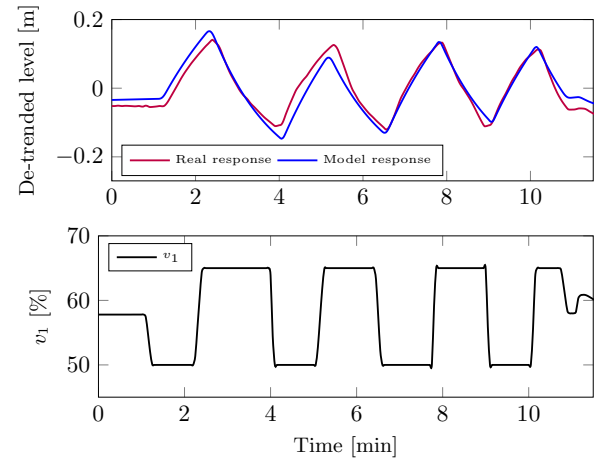 De-trended level [m]
0.2
0
−0.2
Real response
Model response
0 2 4 6 8 10
v1 [%]
70
60
50
v1
0 2 4 6 8 10
Time [min]